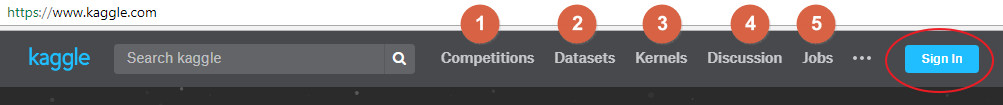 https://www.kaggle.com
1 2 3 4 5
kaggle Search kaggle Competitions Datasets Kernels Discussion Jobs ••• Sign In